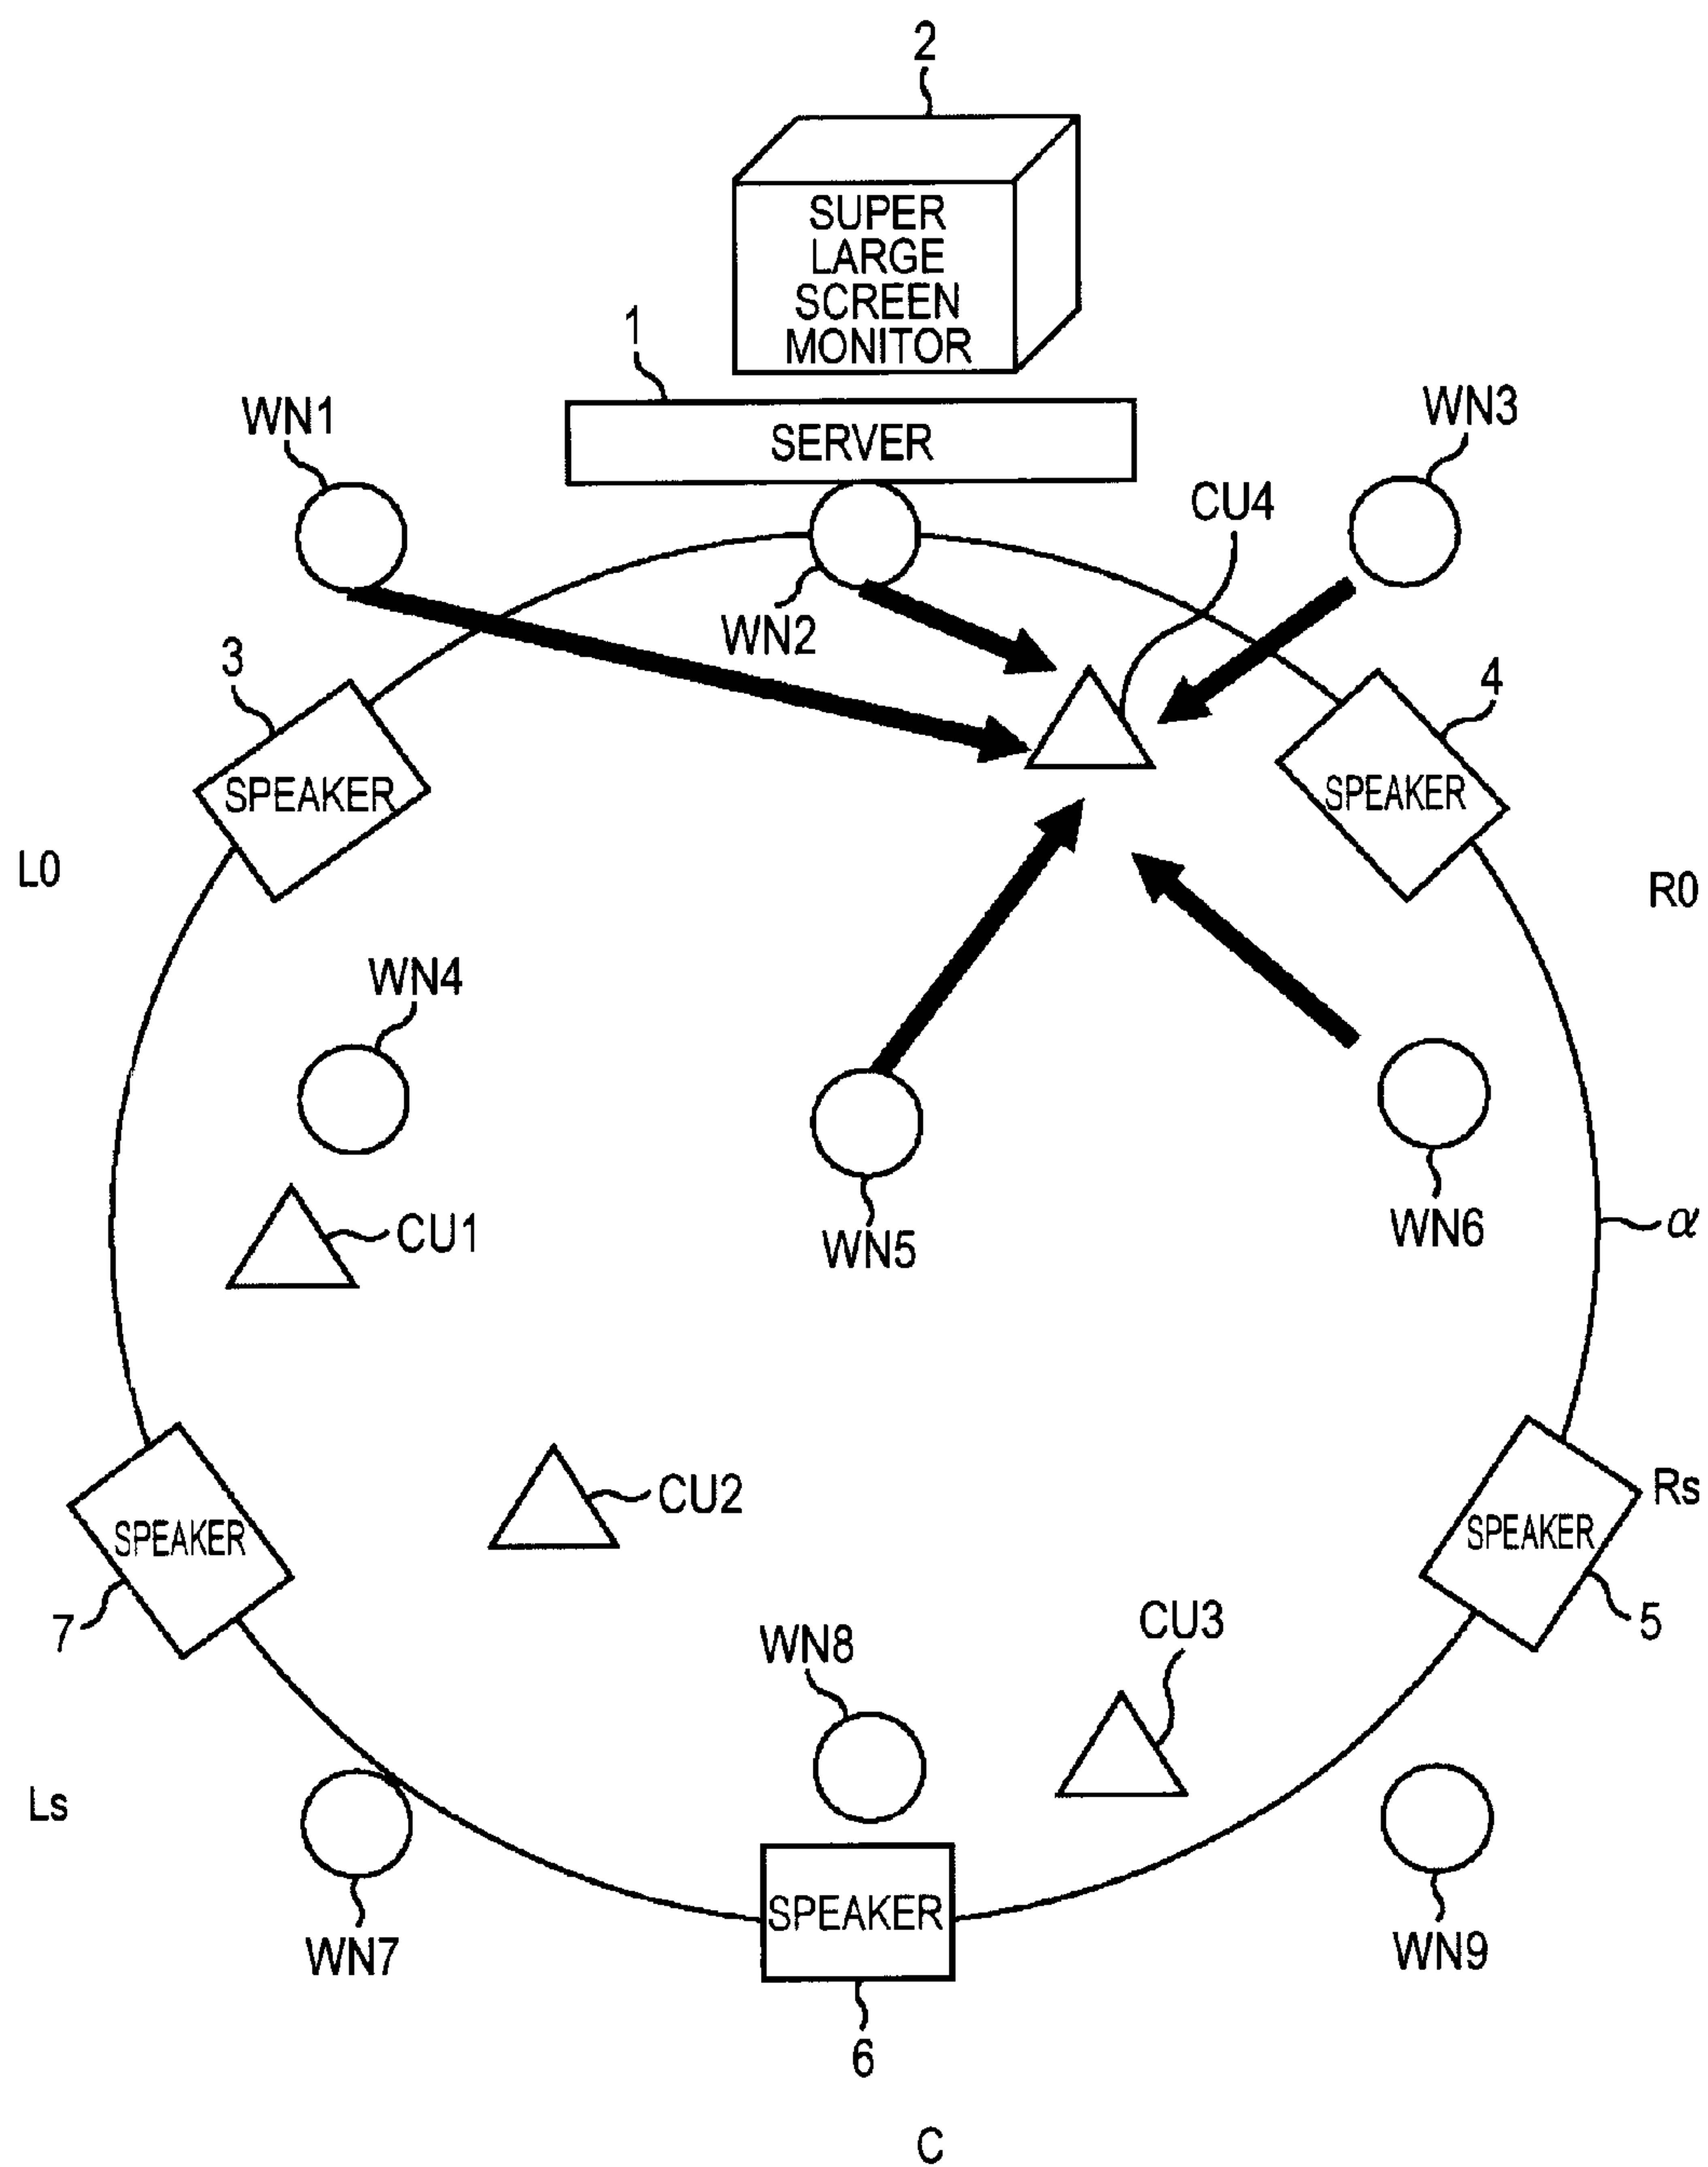 2
SUPER
LARGE
SCREEN
MONITOR
1
SERVER
WN1
WN3
CU4
WN2
3
4
SPEAKER
SPEAKER
L0
R0
WN4
WN5
WN6
α
CU1
CU2
Rs
SPEAKER
SPEAKER
7
5
CU3
WN8
Ls
SPEAKER
WN7
WN9
6
C